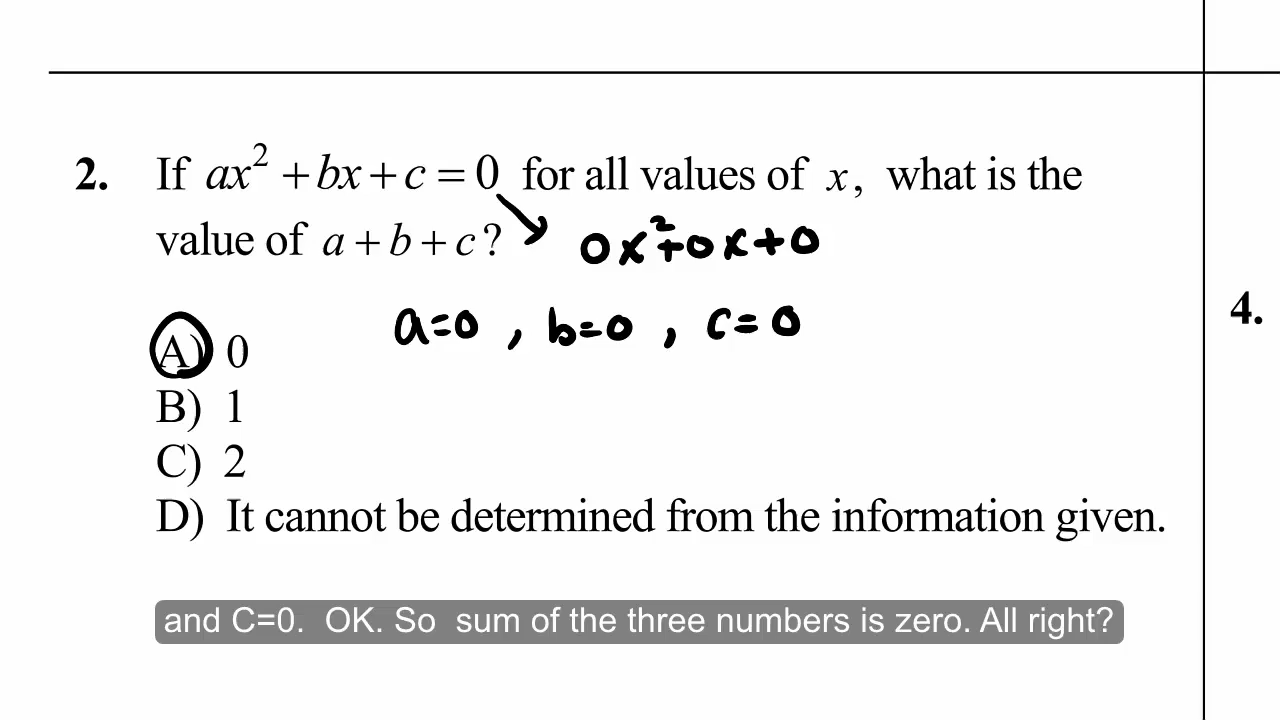 2. If ax² + bx + c = 0 for all values of x, what is the
value of a + b + c?
0x²+0x+0
a=0, b=0, c=0
A) 0
B) 1
C) 2
D) It cannot be determined from the information given.
4.
and C=0. OK. So sum of the three numbers is zero. All right?